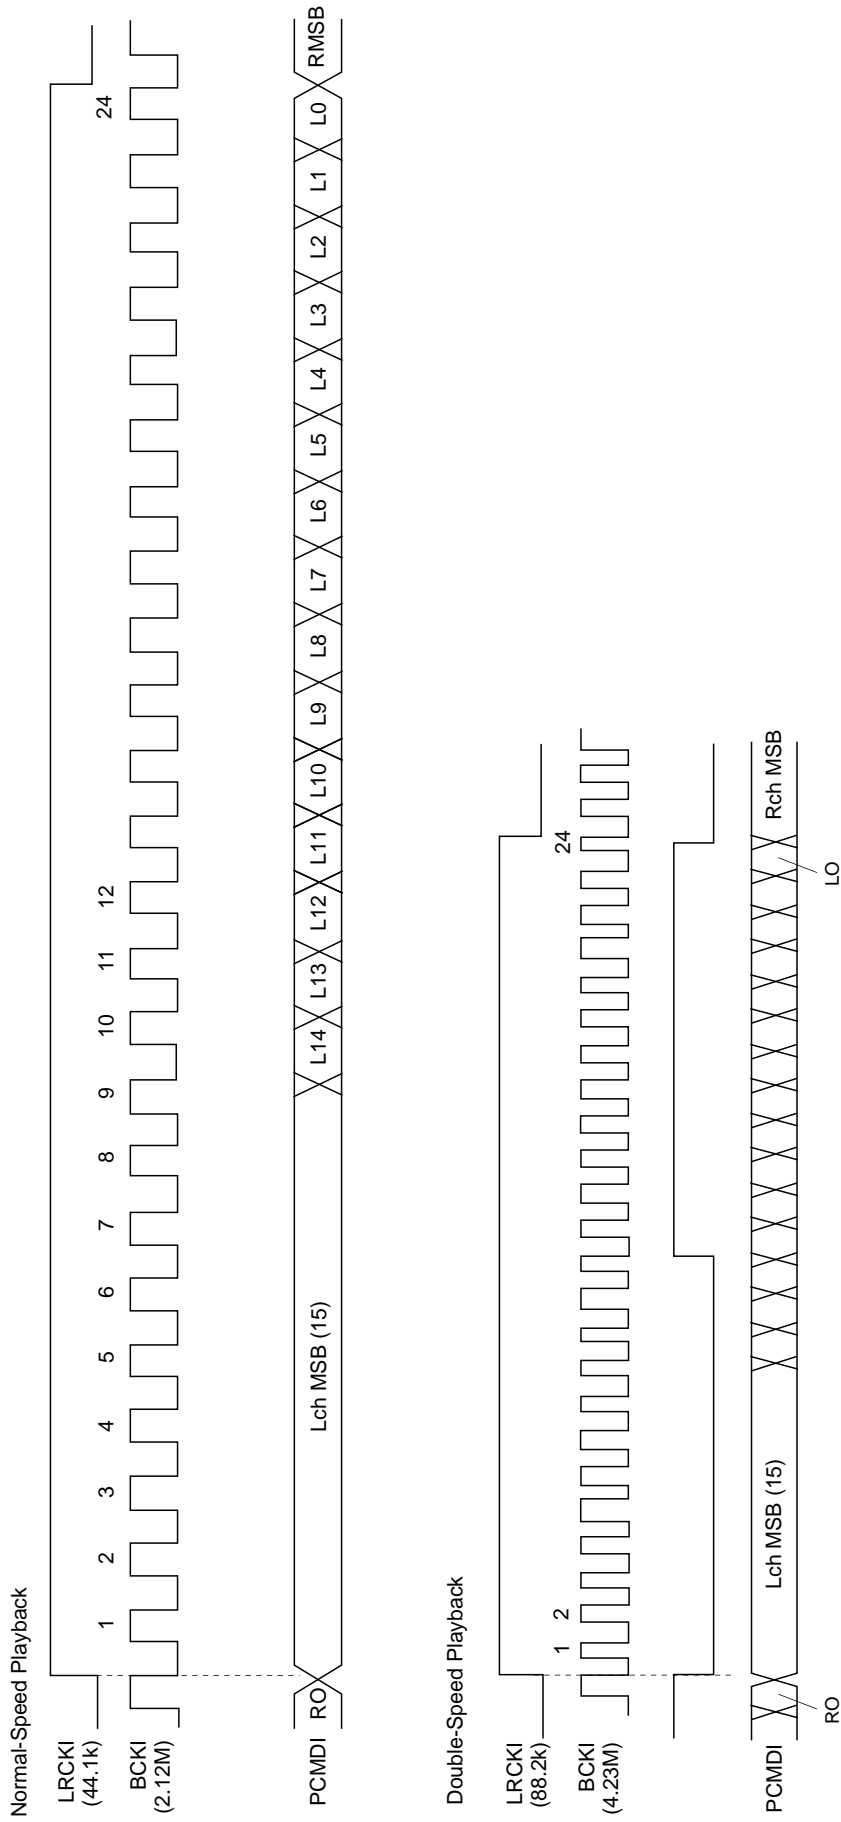 Normal-Speed Playback
LRCKI
(44.1k)
1 2 3 4 5 6 7 8 9 10 11 12 24
BCKI
(2.12M)
PCMDI RO Lch MSB (15) L14 L13 L12 L11 L10 L9 L8 L7 L6 L5 L4 L3 L2 L1 L0 RMSB
Double-Speed Playback
LRCKI
(88.2k)
1 2 24
BCKI
(4.23M)
PCMDI Lch MSB (15) Rch MSB
RO LO